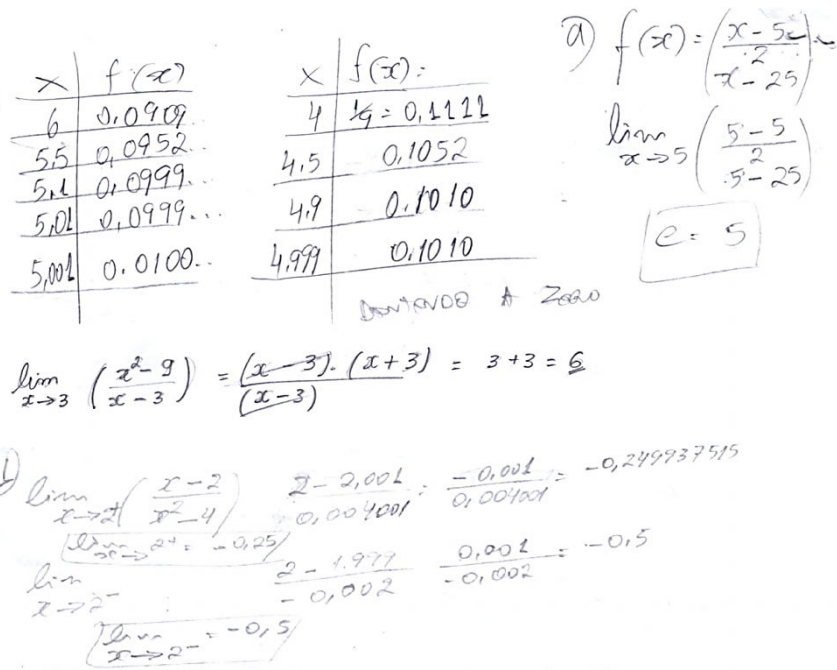 x | f(x)
6 | 0,0909..
5,5 | 0,0952..
5,1 | 0,0999..
5,01 | 0,0999...
5,001 | 0.0100..
x | f(x):
4 | 1/9 = 0,1111
4,5 | 0,1052
4,9 | 0.1010
4,999 | 0,1010
A ZERO
a) f(x) = (x - 5 / x² - 25)
lim x→5 (5 - 5 / 5² - 25)
e = 5
lim x→3 (x² - 9 / x - 3) = (x - 3). (x + 3) / (x - 3) = 3 + 3 = 6
lim x→2⁺ (x - 2 / x² - 4) 2 - 2,001 / 0,004001 : -0,001 / 0,004001 = -0,249937515
lim x→2⁺ = -0,25
lim x→2⁻ : 2 - 1.999 / -0,002 0,001 / -0,002 = -0,5
lim x→2⁻ = -0,5